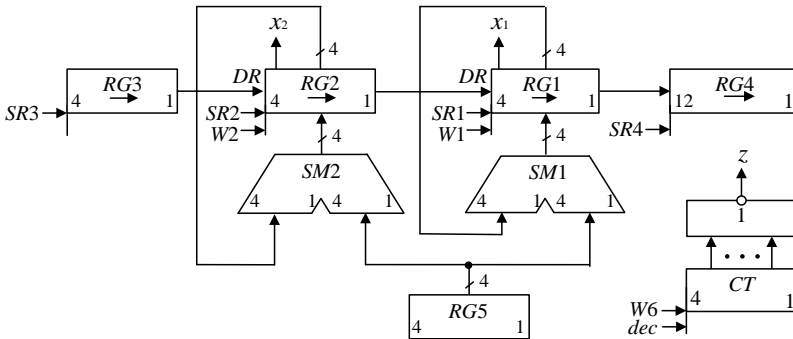 x2 4 x1 4
RG3 DR RG2 DR RG1 RG4
4 1 4 1 4 1 12 1
SR3 SR2 W2 4 SR1 W1 4 SR4
SM2 SM1
4 1 4 1 4 1 4 1
z
1
4
RG5
4 1
CT
4 1
W6
dec